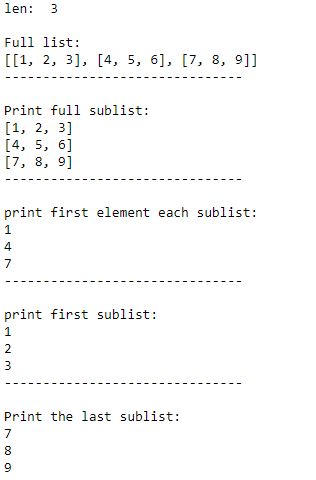 len:  3
Full list:
[[1, 2, 3], [4, 5, 6], [7, 8, 9]]
-------------------------------
Print full sublist:
[1, 2, 3]
[4, 5, 6]
[7, 8, 9]
-------------------------------
print first element each sublist:
1
4
7
-------------------------------
print first sublist:
1
2
3
-------------------------------
Print the last sublist:
7
8
9